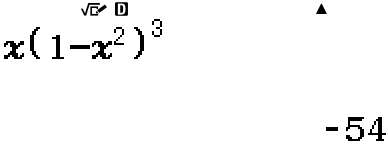 √ D ▲
x(1-x²)³
-54